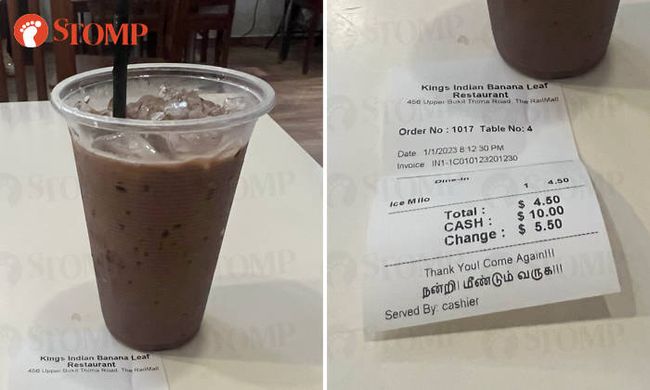 STOMP
Kings Indian Banana Leaf
Restaurant
456 Upper Bukit Thima Road, The RailMall
Kings Indian Banana Leaf
Restaurant
456 Upper Bukit Thima Road, The RailMall
Order No : 1017 Table No: 4
Date 1/1/2023 8:12:30 PM
Invoice IN1-1C010123201230
Dine-in
Ice Milo 1 4.50
Total : $ 4.50
CASH : $ 10.00
Change : $ 5.50
Thank You! Come Again!!!
நன்றி! மீண்டும் வருக!!!
Served By: cashier